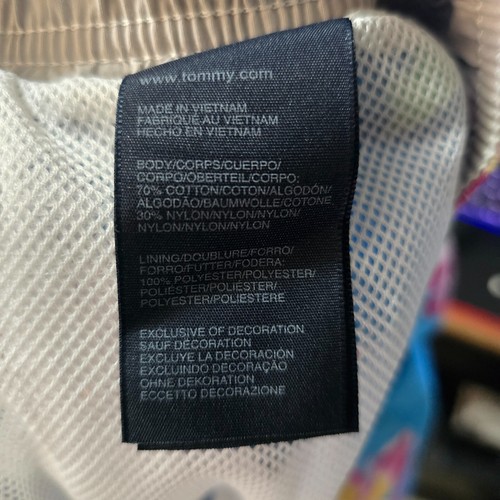 www.tommy.com
MADE IN VIETNAM
FABRIQUÉ AU VIETNAM
HECHO EN VIETNAM
BODY/CORPS/CUERPO/
CORPO/OBERTEIL/CORPO:
70% COTTON/COTON/ALGODÓN/
ALGODÃO/BAUMWOLLE/COTONE
30% NYLON/NYLON/NYLON/
NYLON/NYLON/NYLON
LINING/DOUBLURE/FORRO/
FORRO/FUTTER/FODERA:
100% POLYESTER/POLYESTER/
POLIÉSTER/POLIÉSTER/
POLYESTER/POLIESTERE
EXCLUSIVE OF DECORATION
SAUF DÉCORATION
EXCLUYE LA DECORACIÓN
EXCLUINDO DECORAÇÃO
OHNE DEKORATION
ECCETTO DECORAZIONE